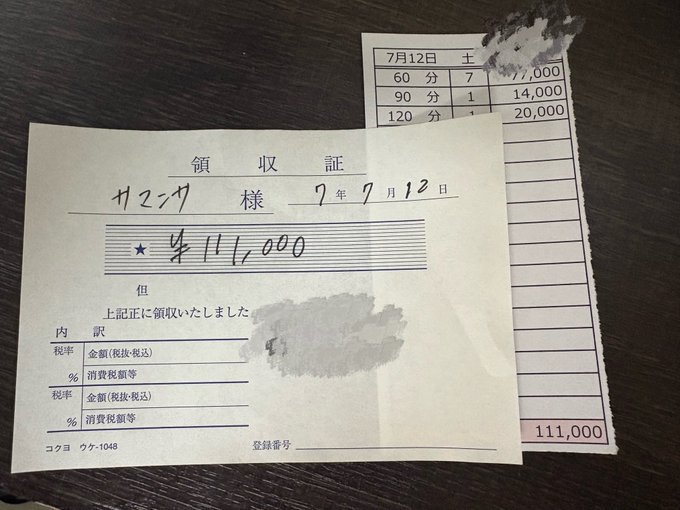 領収証
サマンサ 様 7年7月12日
★ ¥111,000
但
上記正に領収いたしました
内訳
税率 金額(税抜・税込)
% 消費税額等
税率 金額(税抜・税込)
% 消費税額等
コクヨ ウケ-1048 登録番号
7月12日 土
60 分 7 77,000
90 分 1 14,000
120 分 1 20,000
111,000